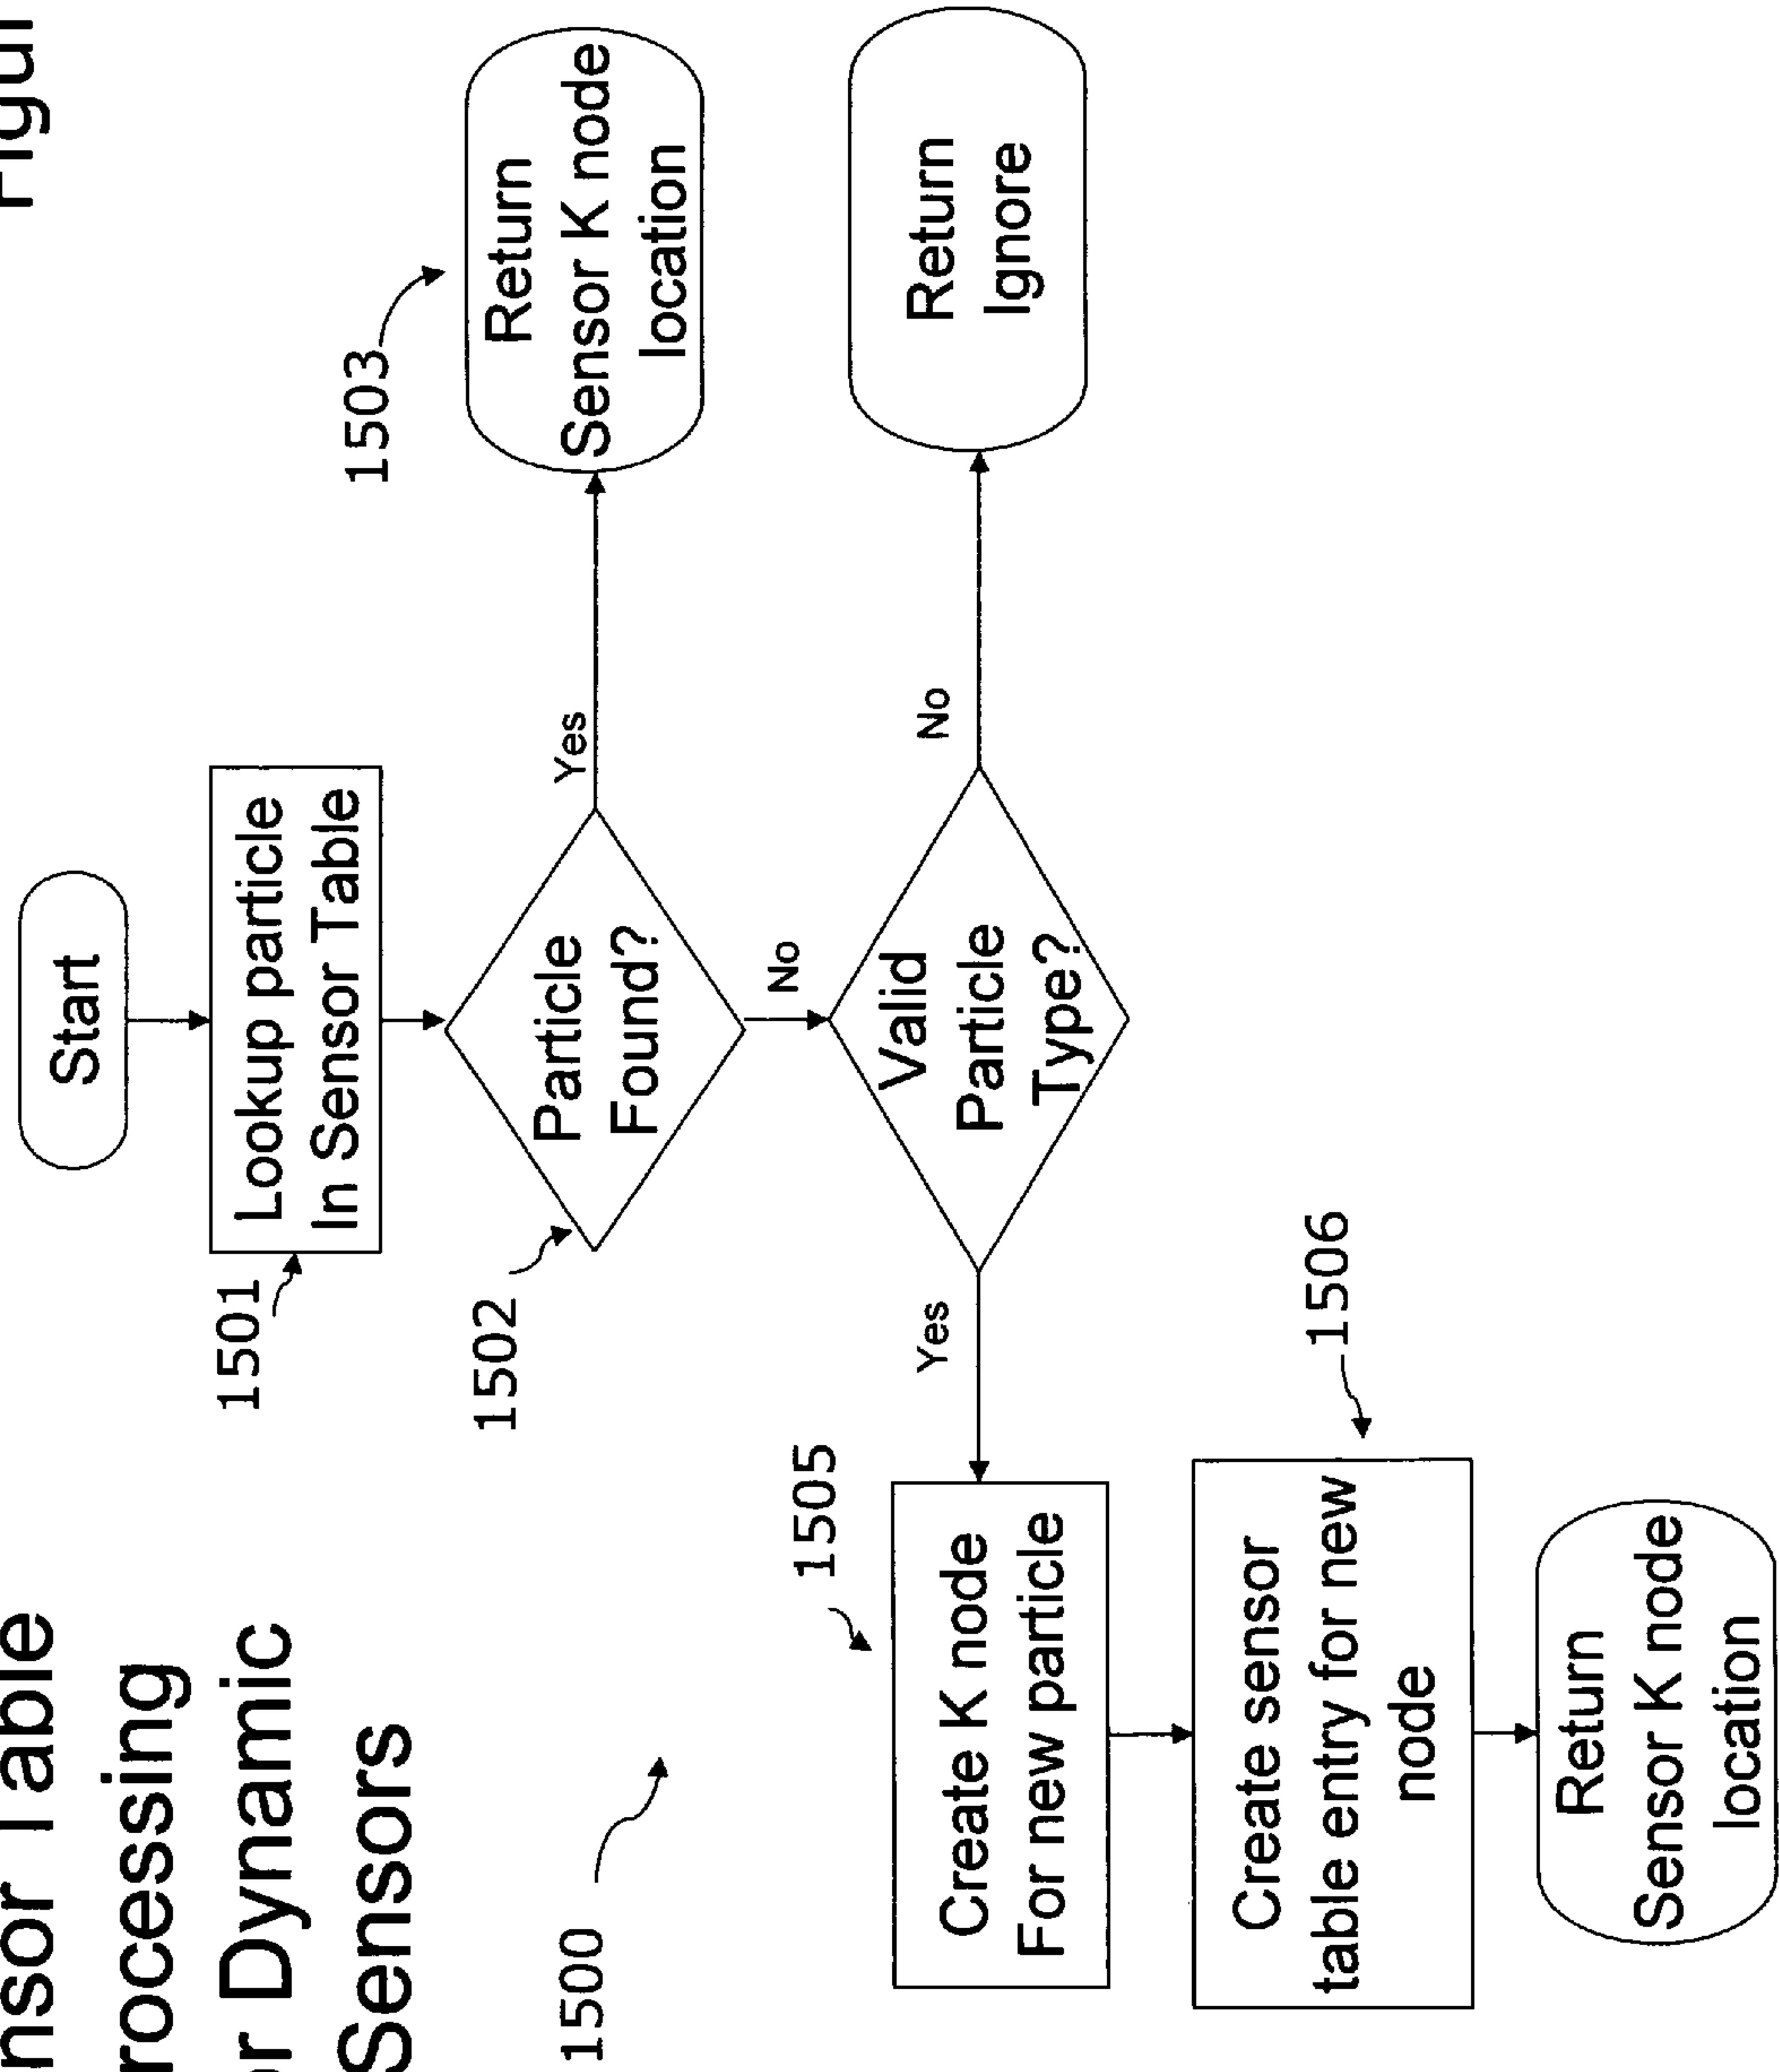 nsor Table
rocessing
r Dynamic
Sensors
Figur
1500
Start
1501
Lookup particle
In Sensor Table
1502
Particle
Found?
Yes
1503
Return
Sensor K node
location
No
Valid
Particle
Type?
No
Return
Ignore
Yes
1505
Create K node
For new particle
1506
Create sensor
table entry for new
node
Return
Sensor K node
location